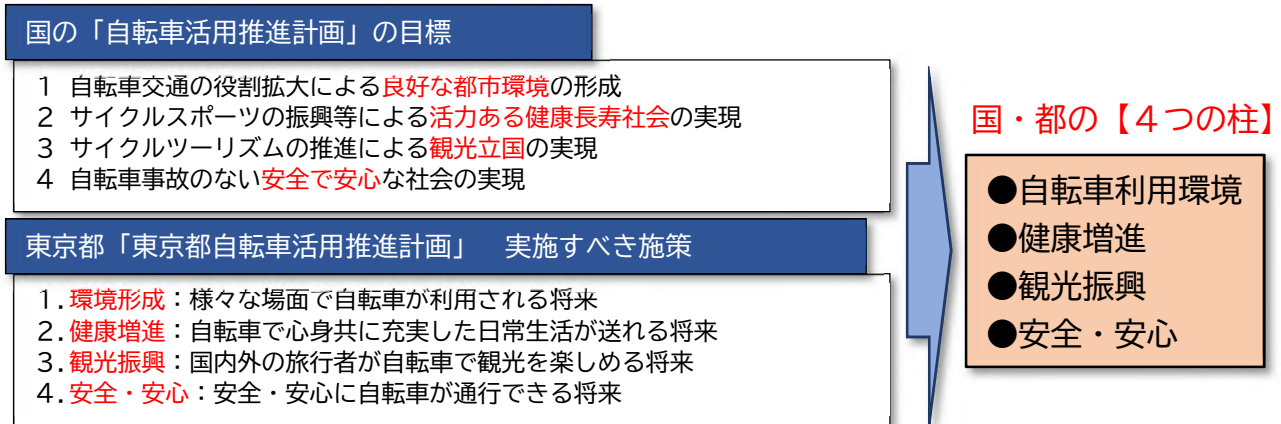 国の「自転車活用推進計画」の目標
1 自転車交通の役割拡大による良好な都市環境の形成
2 サイクルスポーツの振興等による活力ある健康長寿社会の実現
3 サイクルツーリズムの推進による観光立国の実現
4 自転車事故のない安全で安心な社会の実現
東京都「東京都自転車活用推進計画」 実施すべき施策
1.環境形成:様々な場面で自転車が利用される将来
2.健康増進:自転車で心身共に充実した日常生活が送れる将来
3.観光振興:国内外の旅行者が自転車で観光を楽しめる将来
4.安全・安心:安全・安心に自転車が通行できる将来
国・都の【4つの柱】
●自転車利用環境
●健康増進
●観光振興
●安全・安心